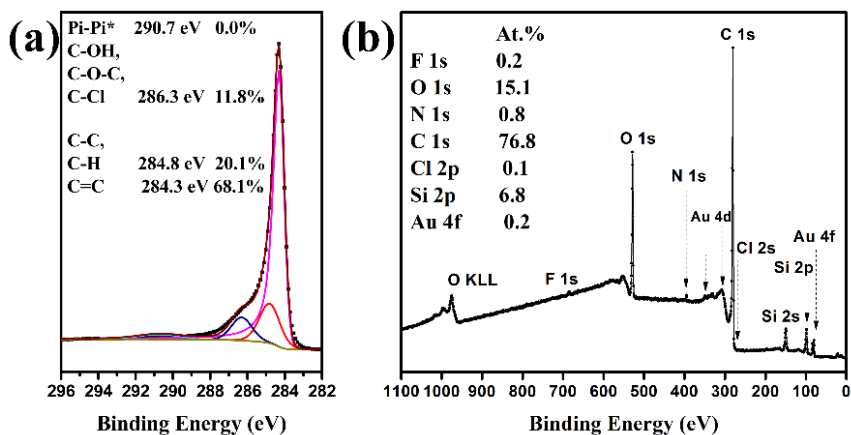 (a)
Pi-Pi* 290.7 eV 0.0%
C-OH,
C-O-C,
C-Cl 286.3 eV 11.8%
C-C,
C-H 284.8 eV 20.1%
C=C 284.3 eV 68.1%
296 294 292 290 288 286 284 282
Binding Energy (eV)
(b)
At.%
F 1s 0.2
O 1s 15.1
N 1s 0.8
C 1s 76.8
Cl 2p 0.1
Si 2p 6.8
Au 4f 0.2
C 1s
O 1s
N 1s
Au 4d
Cl 2s
Au 4f
Si 2p
O KLL
F 1s
Si 2s
1100 1000 900 800 700 600 500 400 300 200 100 0
Binding Energy (eV)